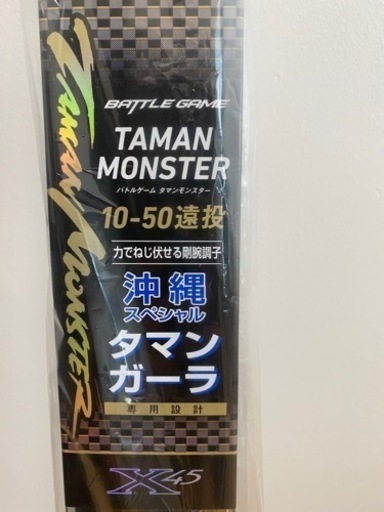 TAMAN MONSTER
BATTLE GAME
TAMAN
MONSTER
バトルゲーム タマンモンスター
10-50遠投
力でねじ伏せる剛腕調子
沖縄
スペシャル
タマン
ガーラ
専用設計
X45